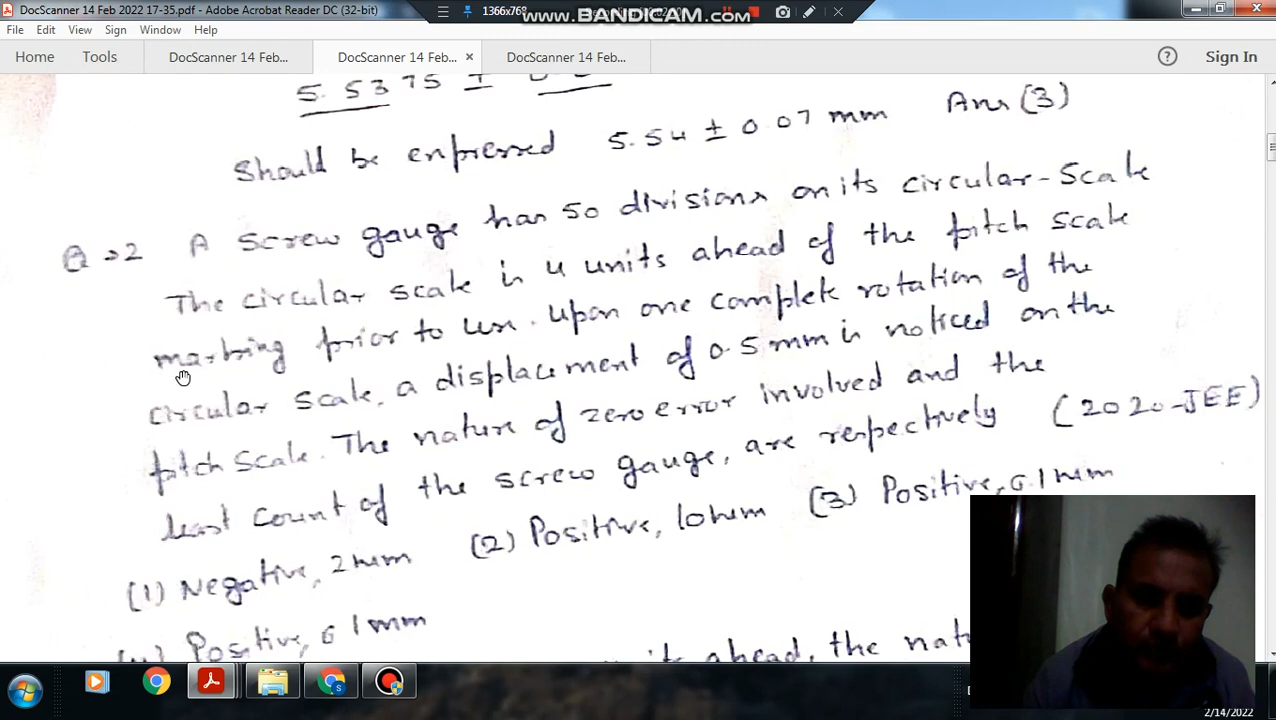 DocScanner 14 Feb 2022 17-35.pdf - Adobe Acrobat Reader DC (32-bit)
1366x768
www.BANDICAM.com
File Edit View Sign Window Help
Home Tools DocScanner 14 Feb... DocScanner 14 Feb... × DocScanner 14 Feb... ? Sign In
5.5375 ±
Should be expressed 5.54 ± 0.07 mm Ans (3)
Q⇒2 A screw gauge has 50 divisions on its circular-scale
The circular scale is 4 units ahead of the pitch scale
marking prior to use. Upon one complete rotation of the
circular scale, a displacement of 0.5mm is noticed on the
pitch scale. The nature of zero error involved and the
least count of the screw gauge, are respectively (2020-JEE)
(1) Negative, 2mm (2) Positive, 10mm (3) Positive, 0.1mm
Positive, 0.1mm
ahead, the
2/14/2022